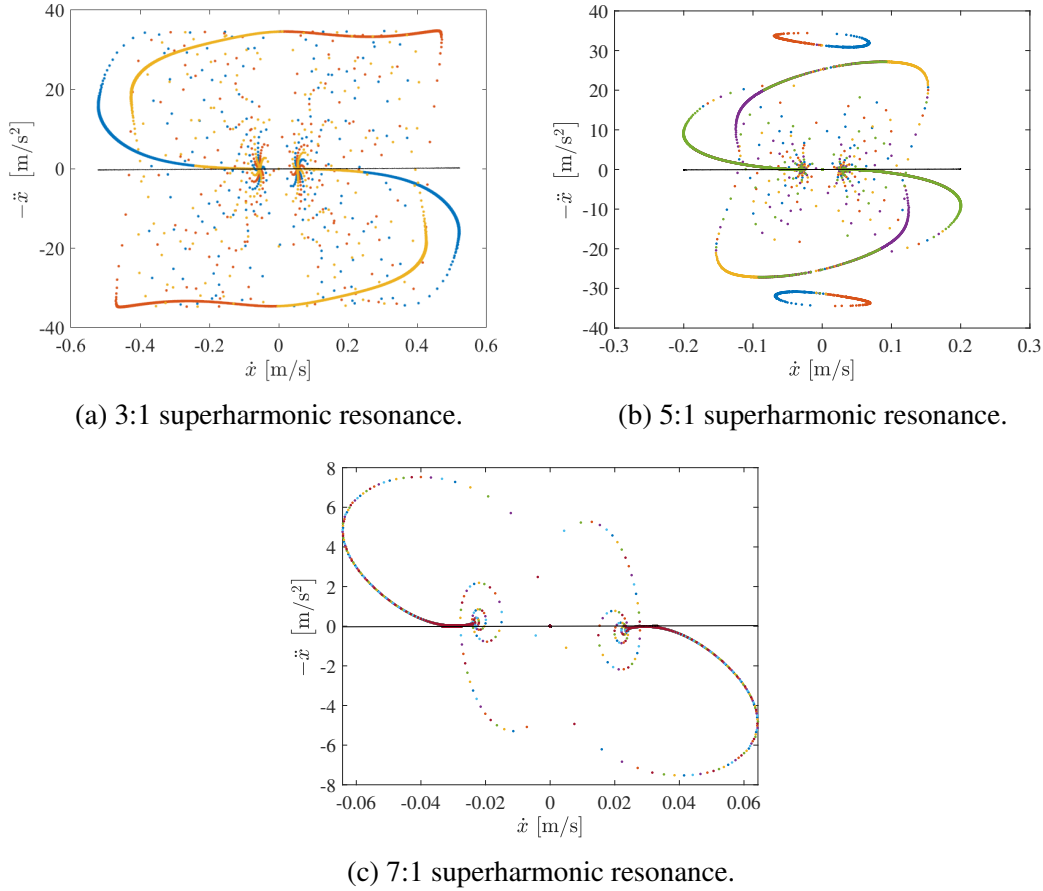 40
20
0
-20
-40
-0.6 -0.4 -0.2 0 0.2 0.4 0.6
−ẍ [m/s²]
ẋ [m/s]
(a) 3:1 superharmonic resonance.
40
30
20
10
0
-10
-20
-30
-40
-0.3 -0.2 -0.1 0 0.1 0.2 0.3
−ẍ [m/s²]
ẋ [m/s]
(b) 5:1 superharmonic resonance.
8
6
4
2
0
-2
-4
-6
-8
-0.06 -0.04 -0.02 0 0.02 0.04 0.06
−ẍ [m/s²]
ẋ [m/s]
(c) 7:1 superharmonic resonance.